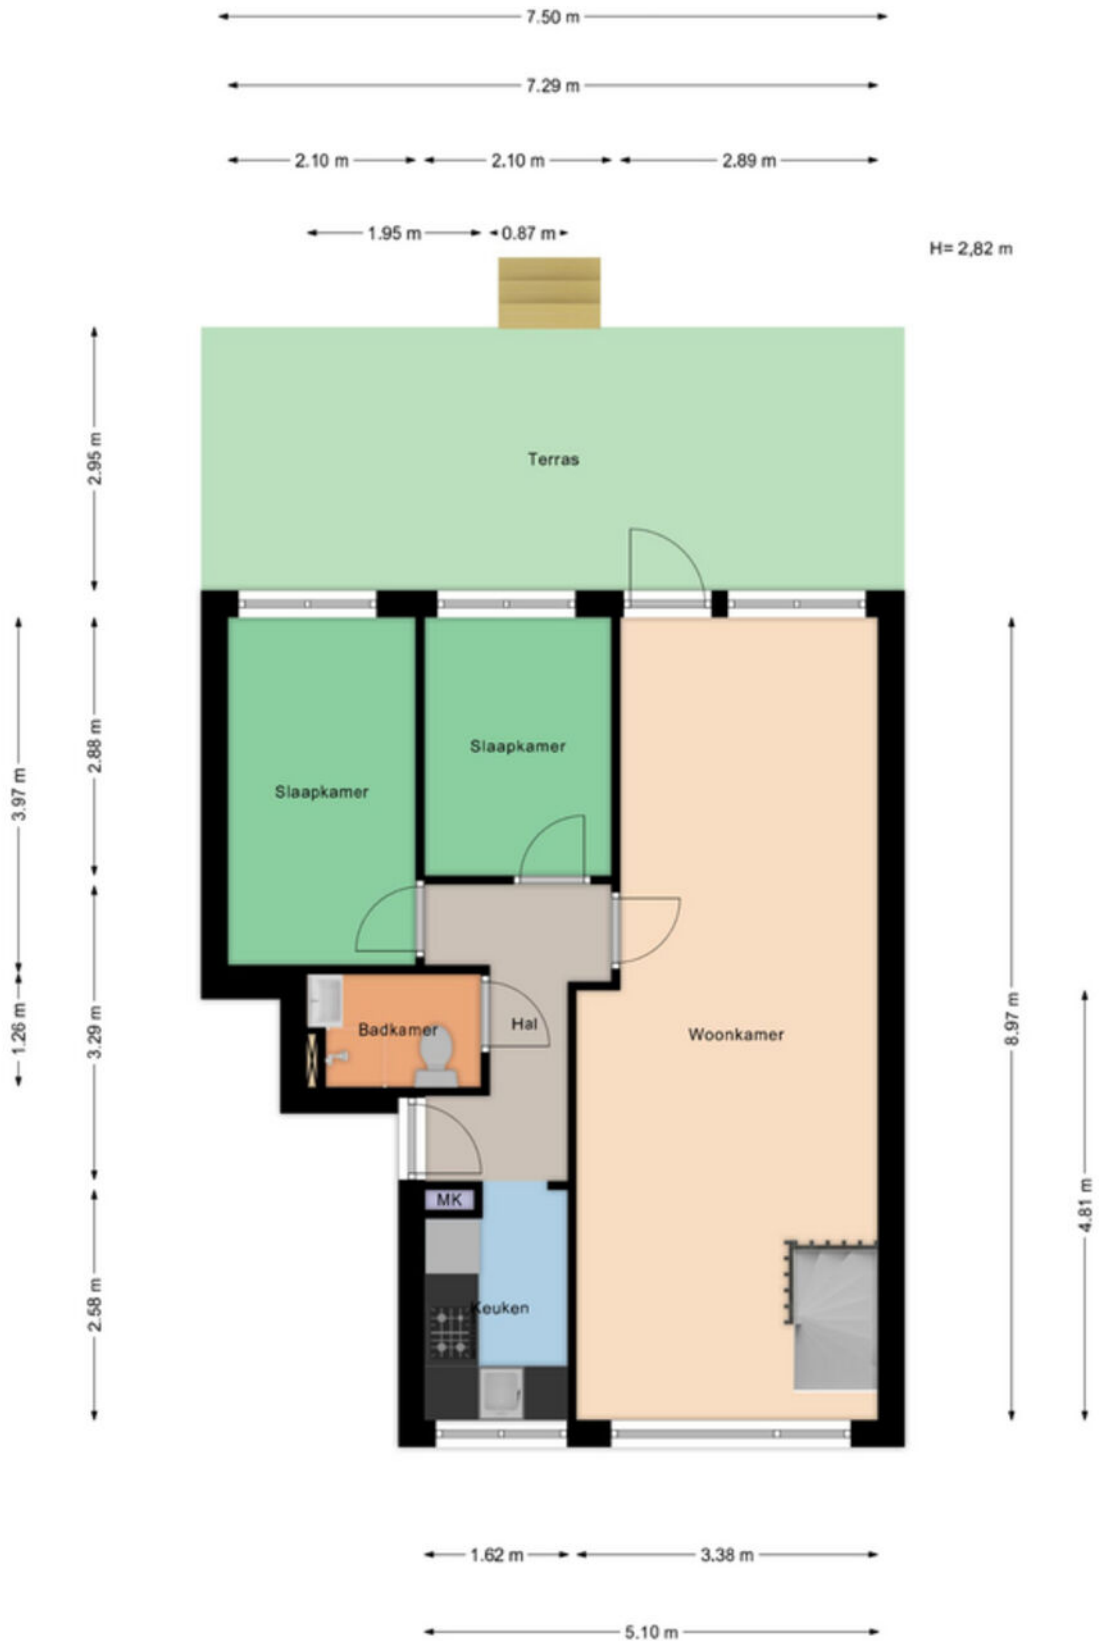 7.50 m
7.29 m
2.10 m
2.10 m
2.89 m
1.95 m
0.87 m
H= 2,82 m
2.95 m
Terras
2.88 m
3.97 m
Slaapkamer
Slaapkamer
3.29 m
1.26 m
Badkamer
Hal
Woonkamer
8.97 m
4.81 m
MK
2.58 m
Keuken
1.62 m
3.38 m
5.10 m